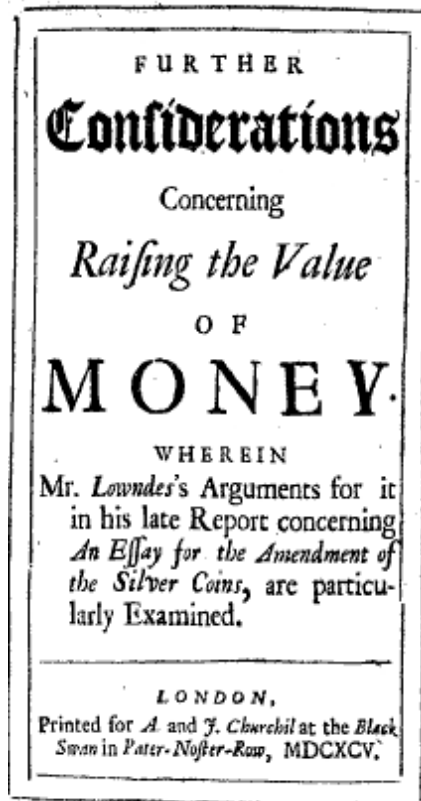 FURTHER
Conſiderations
Concerning
Raiſing the Value
OF
MONEY.
WHEREIN
Mr. Lowndes's Arguments for it
in his late Report concerning
An Eſſay for the Amendment of
the Silver Coins, are particu-
larly Examined.
LONDON,
Printed for A. and J. Churchil at the Black
Swan in Pater-Noſter-Row, MDCXCV.